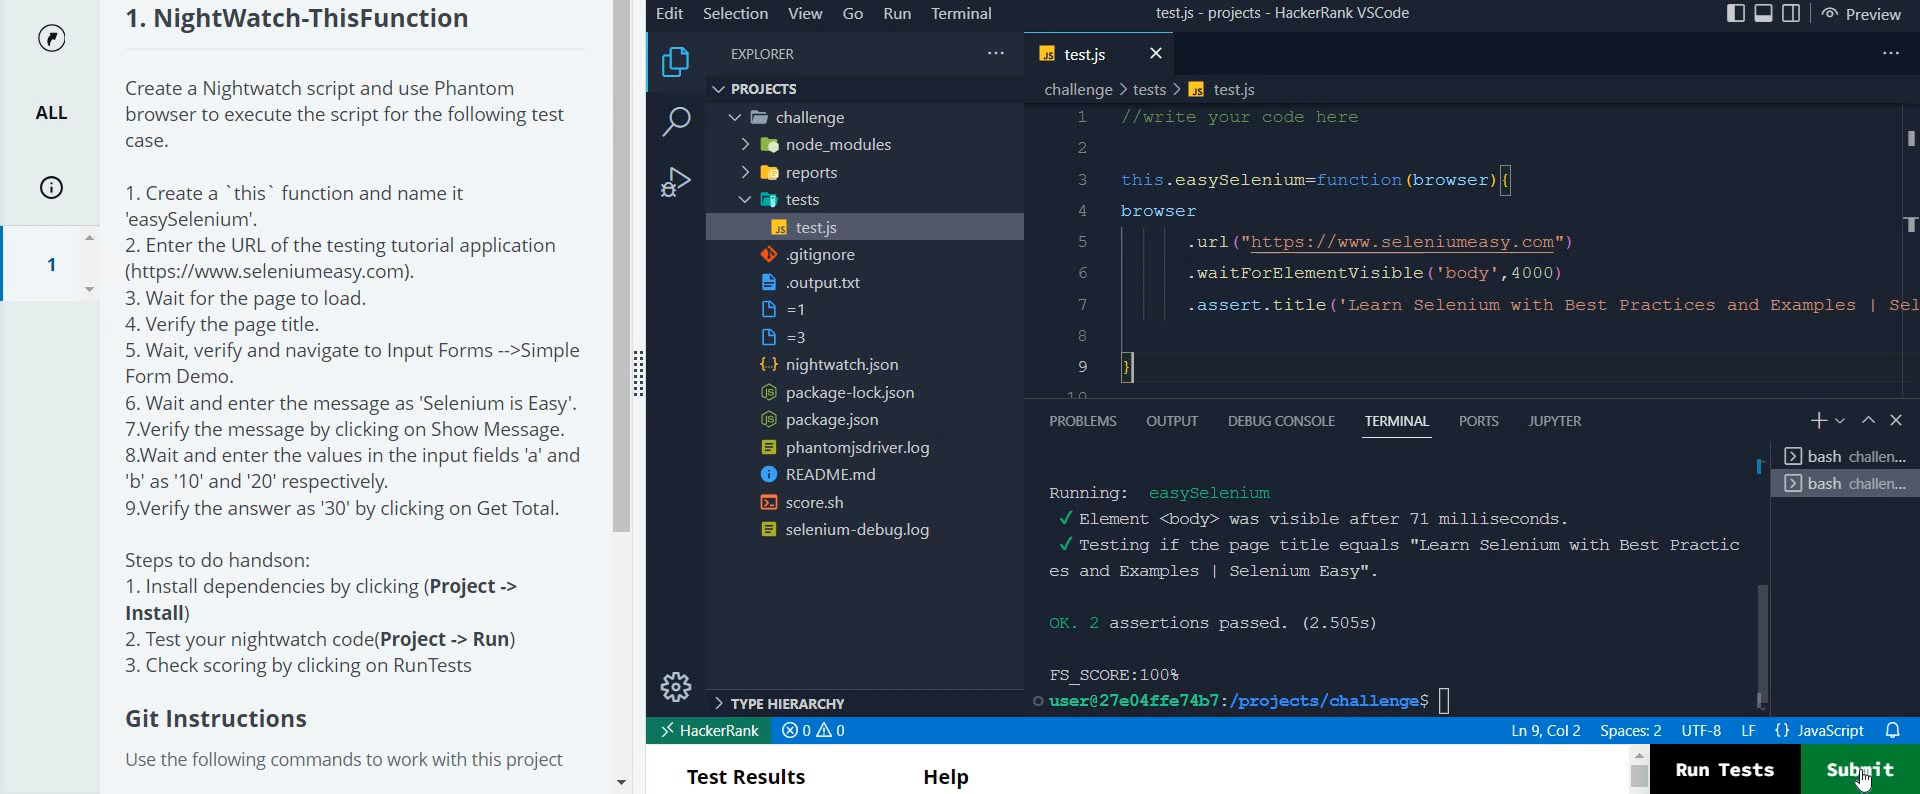 1. NightWatch-ThisFunction
Create a Nightwatch script and use Phantom
browser to execute the script for the following test
case.
1. Create a `this` function and name it
'easySelenium'.
2. Enter the URL of the testing tutorial application
(https://www.seleniumeasy.com).
3. Wait for the page to load.
4. Verify the page title.
5. Wait, verify and navigate to Input Forms -->Simple
Form Demo.
6. Wait and enter the message as 'Selenium is Easy'.
7.Verify the message by clicking on Show Message.
8.Wait and enter the values in the input fields 'a' and
'b' as '10' and '20' respectively.
9.Verify the answer as '30' by clicking on Get Total.
Steps to do handson:
1. Install dependencies by clicking (Project ->
Install)
2. Test your nightwatch code(Project -> Run)
3. Check scoring by clicking on RunTests
Git Instructions
Use the following commands to work with this project
ALL
1
Edit Selection View Go Run Terminal
test.js - projects - HackerRank VSCode
Preview
EXPLORER
PROJECTS
challenge
node_modules
reports
tests
test.js
.gitignore
.output.txt
=1
=3
nightwatch.json
package-lock.json
package.json
phantomjsdriver.log
README.md
score.sh
selenium-debug.log
TYPE HIERARCHY
test.js
challenge > tests > test.js
1 //write your code here
2
3 this.easySelenium=function(browser){
4 browser
5 .url("https://www.seleniumeasy.com")
6 .waitForElementVisible('body',4000)
7 .assert.title('Learn Selenium with Best Practices and Examples | Sel
8
9 }
10
PROBLEMS OUTPUT DEBUG CONSOLE TERMINAL PORTS JUPYTER
bash challen...
bash challen...
Running: easySelenium
✓ Element <body> was visible after 71 milliseconds.
✓ Testing if the page title equals "Learn Selenium with Best Practic
es and Examples | Selenium Easy".
OK. 2 assertions passed. (2.505s)
FS_SCORE:100%
user@27e04ffe74b7:/projects/challenge$
HackerRank 0 0
Ln 9, Col 2 Spaces: 2 UTF-8 LF {} JavaScript
Test Results Help
Run Tests Submit